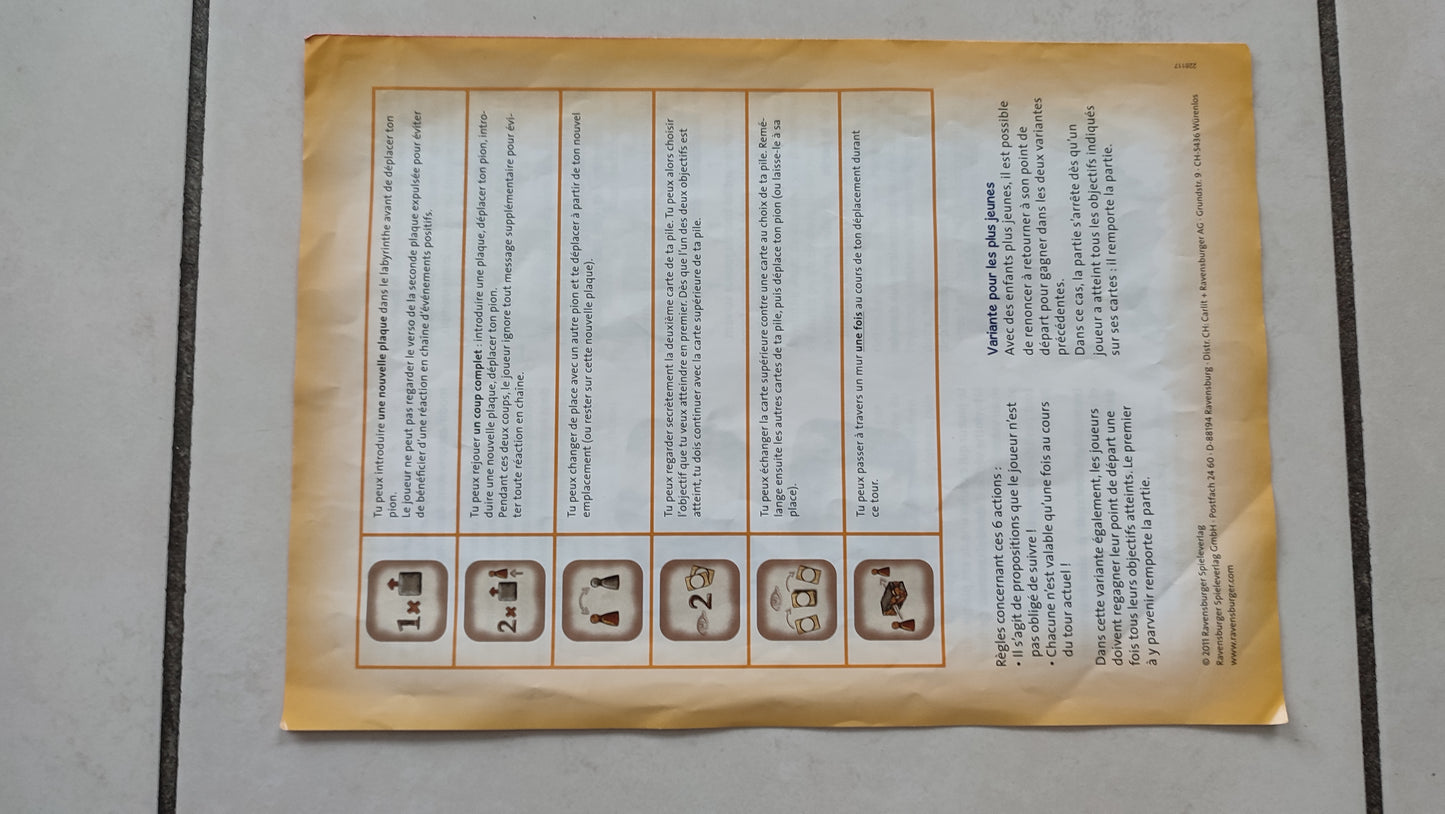 1x
Tu peux introduire une nouvelle plaque dans le labyrinthe avant de déplacer ton
pion.
Le joueur ne peut pas regarder le verso de la seconde plaque expulsée pour éviter
de bénéficier d'une réaction en chaîne d'événements positifs.
2x
Tu peux rejouer un coup complet : introduire une plaque, déplacer ton pion, intro-
duire une nouvelle plaque, déplacer ton pion.
Pendant ces deux coups, le joueur ignore tout message supplémentaire pour évi-
ter toute réaction en chaîne.
Tu peux changer de place avec un autre pion et te déplacer à partir de ton nouvel
emplacement (ou rester sur cette nouvelle plaque).
2
Tu peux regarder secrètement la deuxième carte de ta pile. Tu peux alors choisir
l'objectif que tu veux atteindre en premier. Dès que l'un des deux objectifs est
atteint, tu dois continuer avec la carte supérieure de ta pile.
Tu peux échanger la carte supérieure contre une carte au choix de ta pile. Remé-
lange ensuite les autres cartes de ta pile, puis déplace ton pion (ou laisse-le à sa
place).
Tu peux passer à travers un mur une fois au cours de ton déplacement durant
ce tour.
Règles concernant ces 6 actions :
• Il s'agit de propositions que le joueur n'est
pas obligé de suivre !
• Chacune n'est valable qu'une fois au cours
du tour actuel !
Dans cette variante également, les joueurs
doivent regagner leur point de départ une
fois tous leurs objectifs atteints. Le premier
à y parvenir remporte la partie.
Variante pour les plus jeunes
Avec des enfants plus jeunes, il est possible
de renoncer à retourner à son point de
départ pour gagner dans les deux variantes
précédentes.
Dans ce cas, la partie s'arrête dès qu'un
joueur a atteint tous les objectifs indiqués
sur ses cartes : il remporte la partie.
© 2011 Ravensburger Spieleverlag
Ravensburger Spieleverlag GmbH · Postfach 24 60 · D-88194 Ravensburg · Distr. CH: Carlit + Ravensburger AG · Grundstr. 9 · CH-5436 Würenlos
www.ravensburger.com
228117